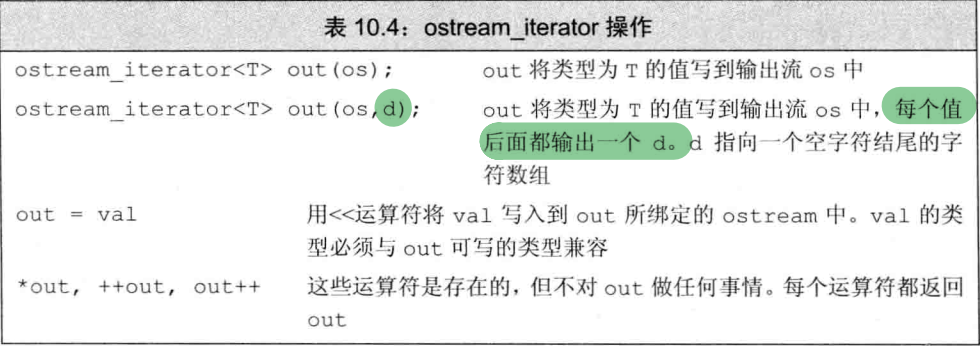 表 10.4：ostream_iterator 操作
ostream_iterator<T> out(os); out 将类型为 T 的值写到输出流 os 中
ostream_iterator<T> out(os,d); out 将类型为 T 的值写到输出流 os 中，每个值
后面都输出一个 d。d 指向一个空字符结尾的字
符数组
out = val 用<<运算符将 val 写入到 out 所绑定的 ostream 中。val 的类
型必须与 out 可写的类型兼容
*out, ++out, out++ 这些运算符是存在的，但不对 out 做任何事情。每个运算符都返回
out